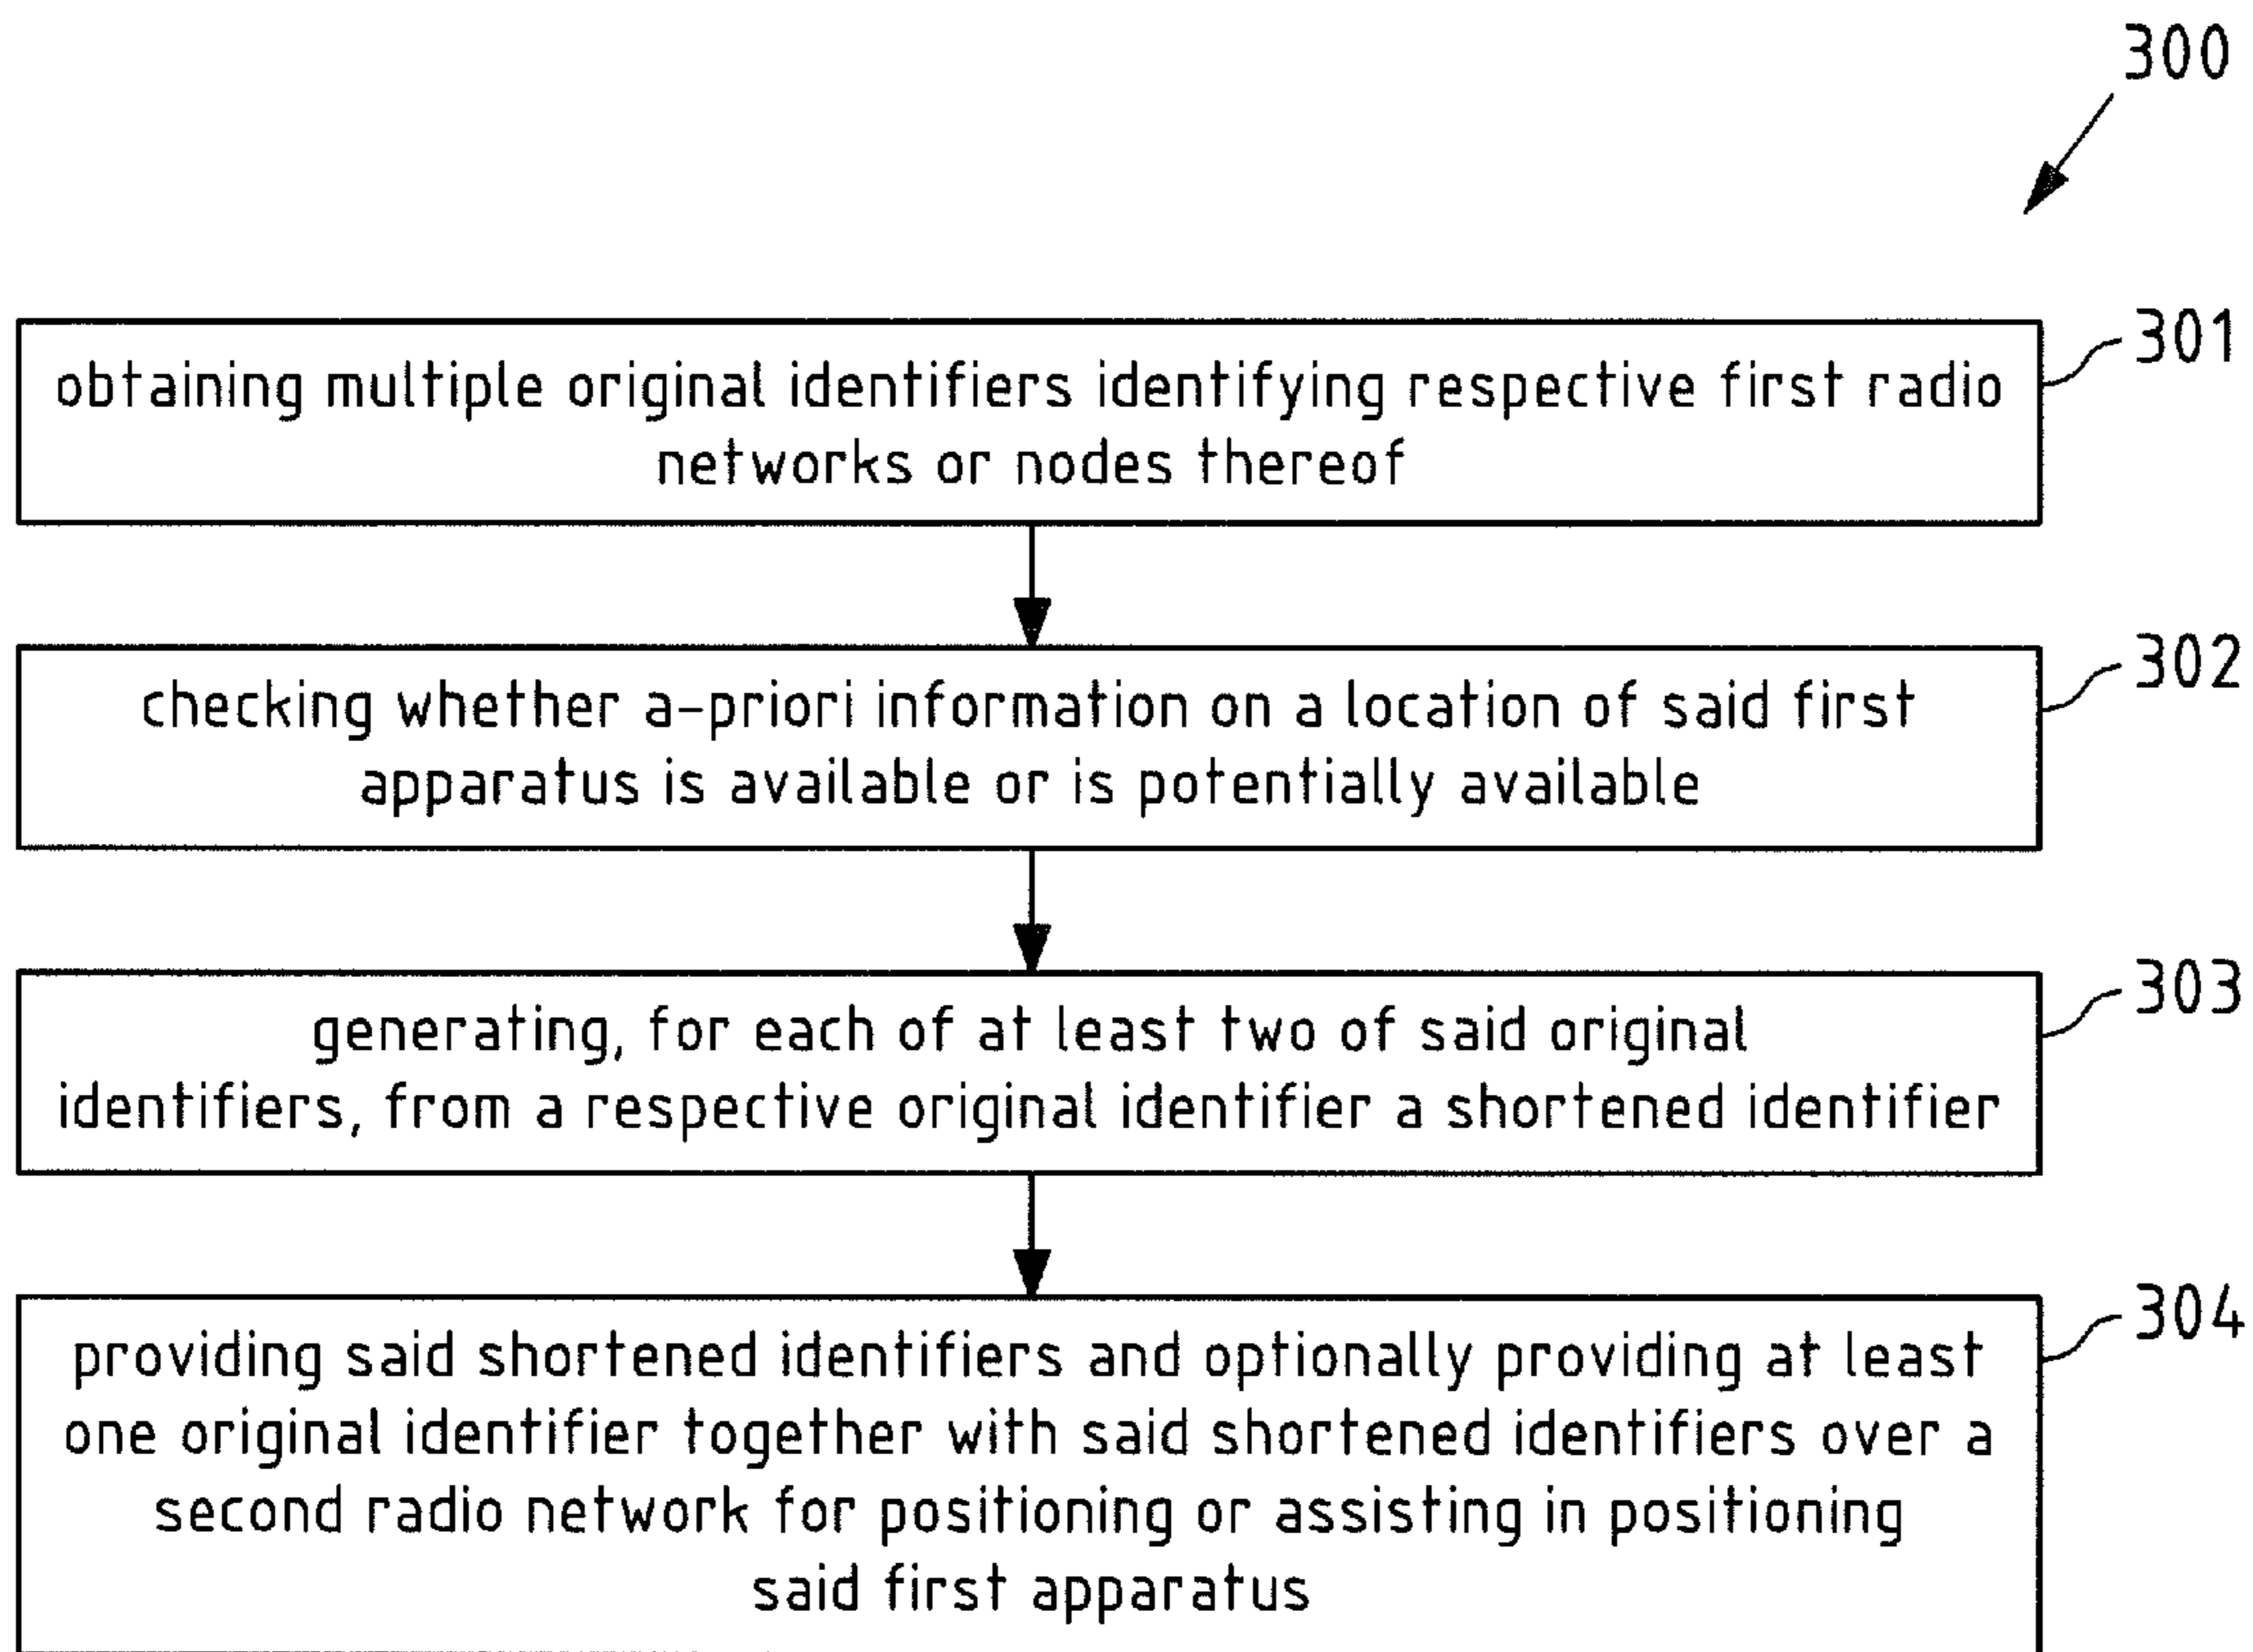 300
301
obtaining multiple original identifiers identifying respective first radio
networks or nodes thereof
302
checking whether a-priori information on a location of said first
apparatus is available or is potentially available
303
generating, for each of at least two of said original
identifiers, from a respective original identifier a shortened identifier
304
providing said shortened identifiers and optionally providing at least
one original identifier together with said shortened identifiers over a
second radio network for positioning or assisting in positioning
said first apparatus